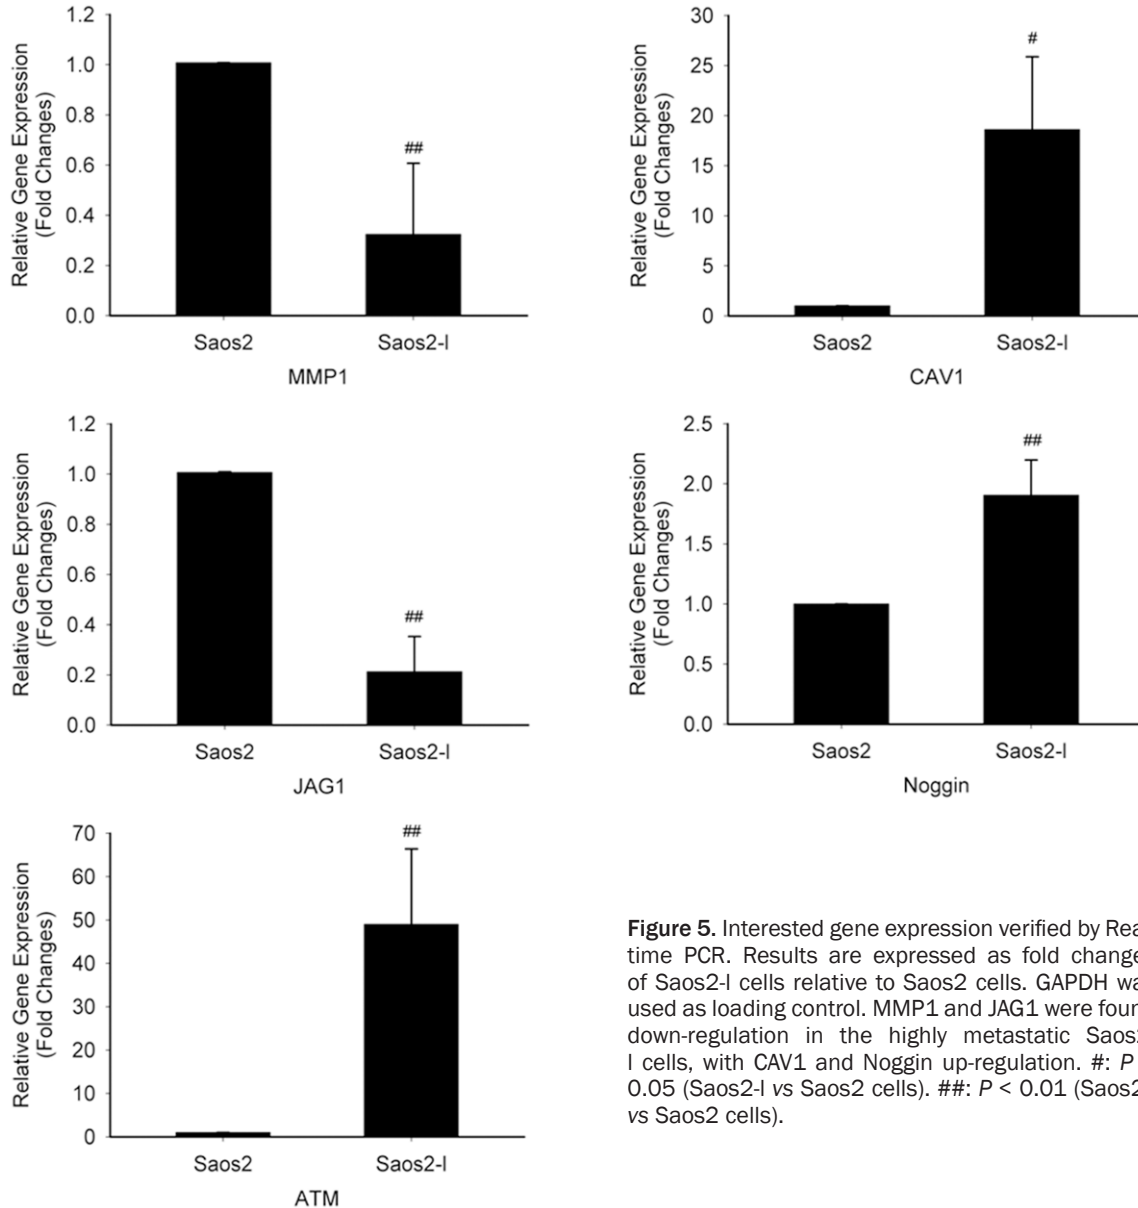 1.2
1.0
0.8
0.6
0.4
0.2
0.0
Relative Gene Expression
(Fold Changes)
##
Saos2 Saos2-l
MMP1
30
25
20
15
10
5
0
Relative Gene Expression
(Fold Changes)
#
Saos2 Saos2-l
CAV1
1.2
1.0
0.8
0.6
0.4
0.2
0.0
Relative Gene Expression
(Fold Changes)
##
Saos2 Saos2-l
JAG1
2.5
2.0
1.5
1.0
0.5
0.0
Relative Gene Expression
(Fold Changes)
##
Saos2 Saos2-l
Noggin
70
60
50
40
30
20
10
0
Relative Gene Expression
(Fold Changes)
##
Saos2 Saos2-l
ATM
Figure 5. Interested gene expression verified by Rea
time PCR. Results are expressed as fold change
of Saos2-l cells relative to Saos2 cells. GAPDH wa
used as loading control. MMP1 and JAG1 were foun
down-regulation in the highly metastatic Saos
l cells, with CAV1 and Noggin up-regulation. #: P
0.05 (Saos2-l vs Saos2 cells). ##: P < 0.01 (Saos2
vs Saos2 cells).